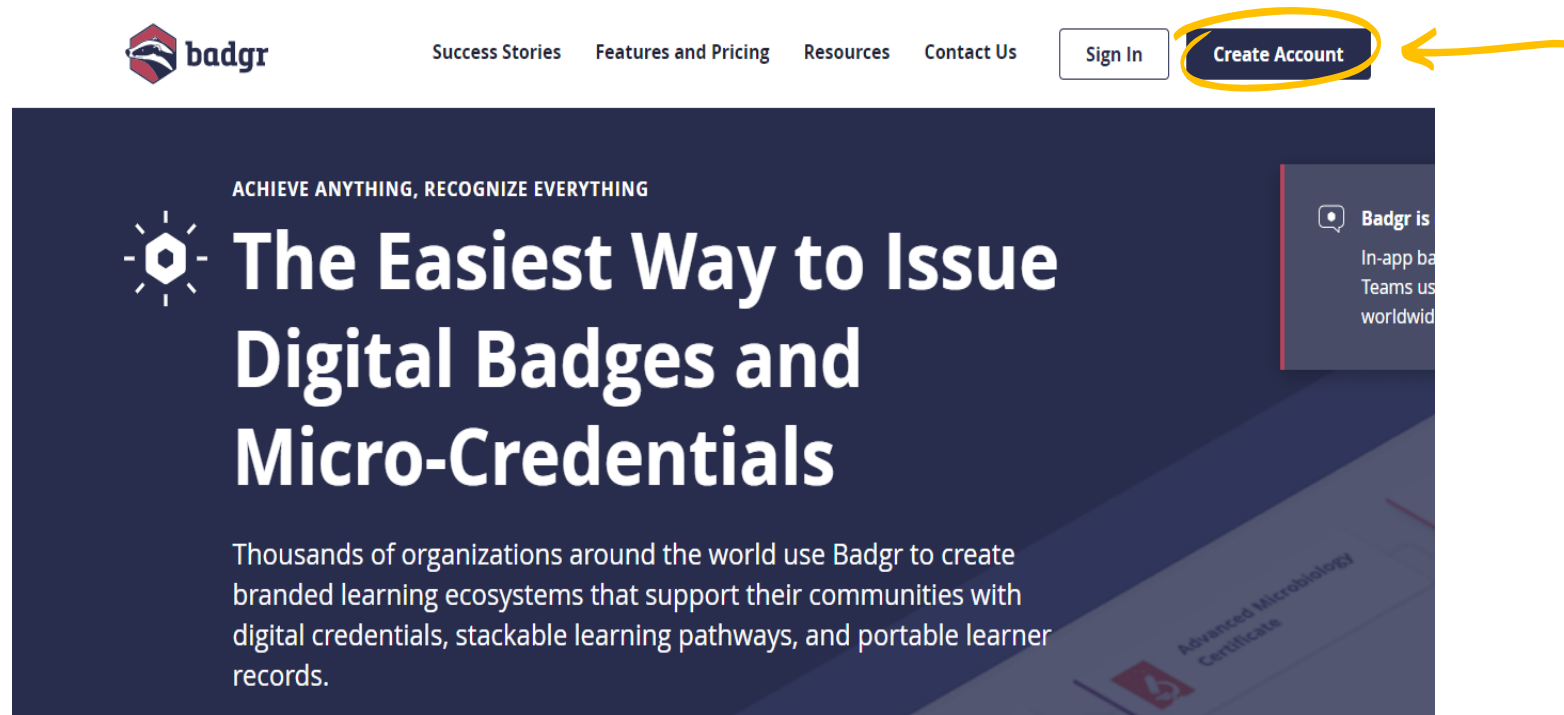 badgr
Success Stories
Features and Pricing
Resources
Contact Us
Sign In
Create Account
ACHIEVE ANYTHING, RECOGNIZE EVERYTHING
The Easiest Way to Issue
Digital Badges and
Micro-Credentials
Thousands of organizations around the world use Badgr to create
branded learning ecosystems that support their communities with
digital credentials, stackable learning pathways, and portable learner
records.
Badgr is
In-app ba
Teams us
worldwid
Advanced Microbiology
Certificate